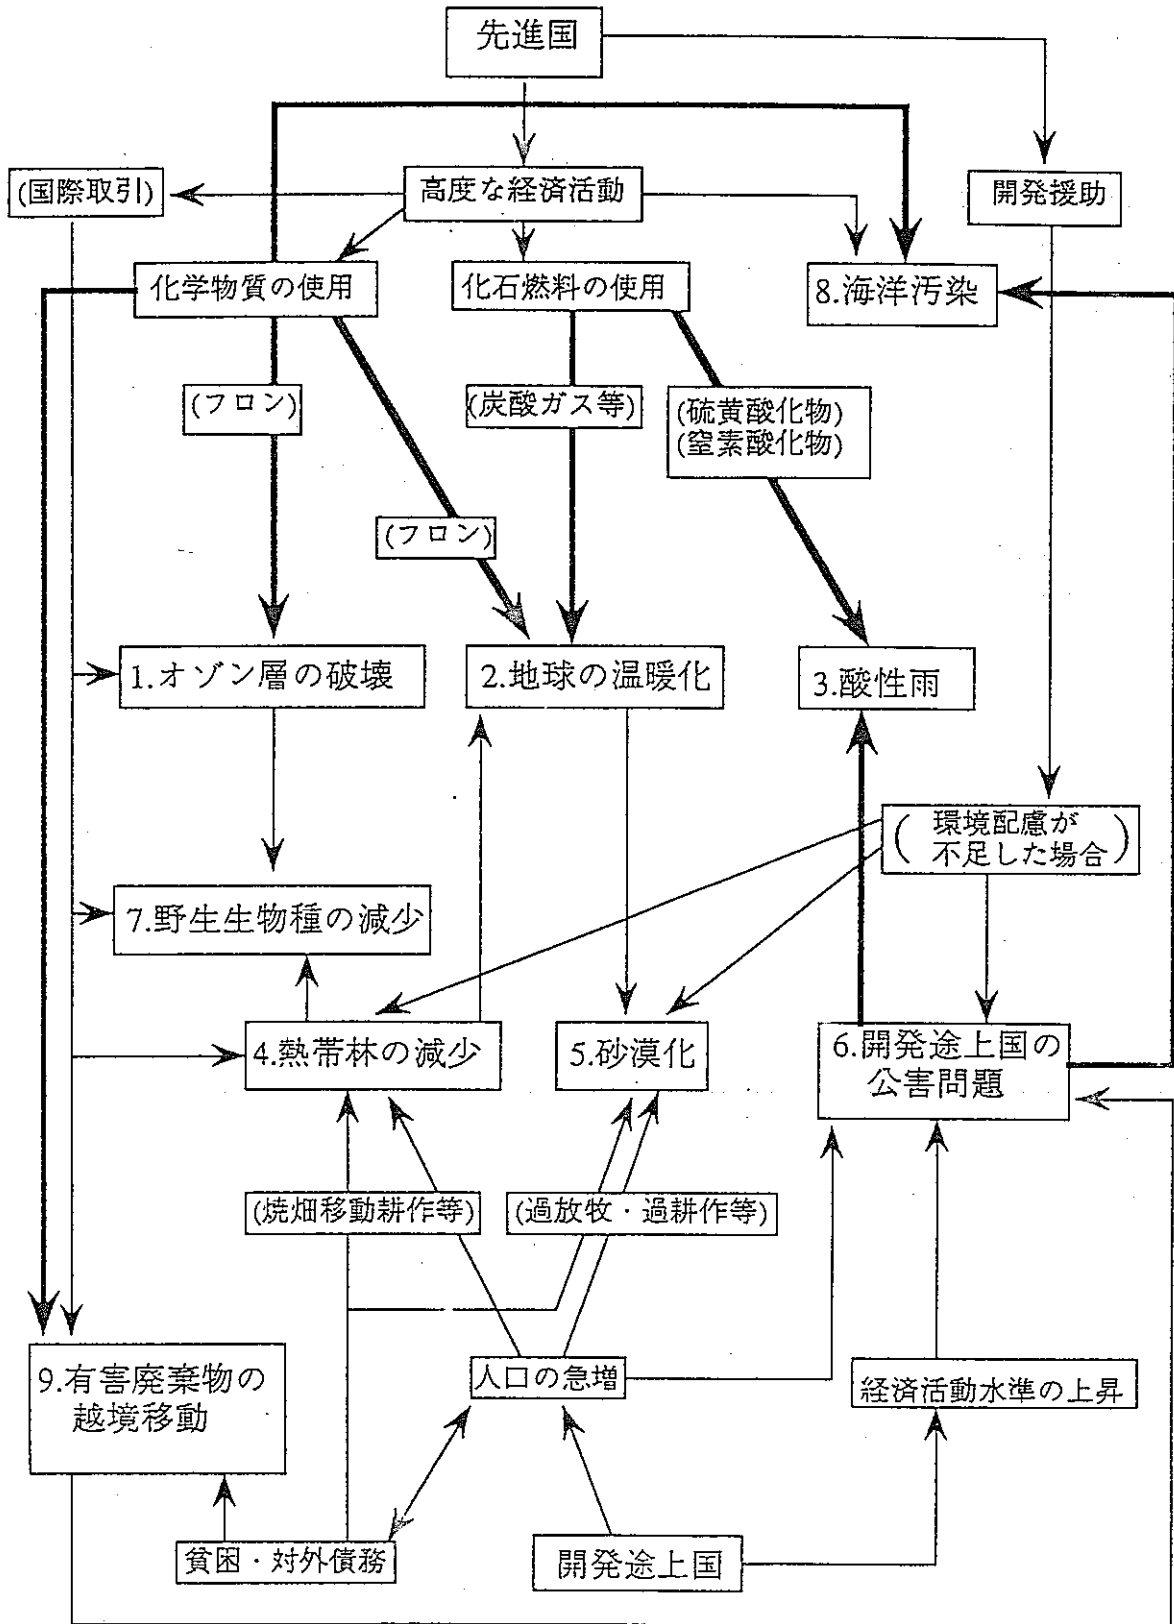 先進国
(国際取引)
高度な経済活動
開発援助
化学物質の使用
化石燃料の使用
8.海洋汚染
(フロン)
(炭酸ガス等)
(硫黄酸化物)
(窒素酸化物)
(フロン)
1.オゾン層の破壊
2.地球の温暖化
3.酸性雨
(環境配慮が
不足した場合)
7.野生生物種の減少
4.熱帯林の減少
5.砂漠化
6.開発途上国の
公害問題
(焼畑移動耕作等)
(過放牧・過耕作等)
9.有害廃棄物の
越境移動
人口の急増
経済活動水準の上昇
貧困・対外債務
開発途上国